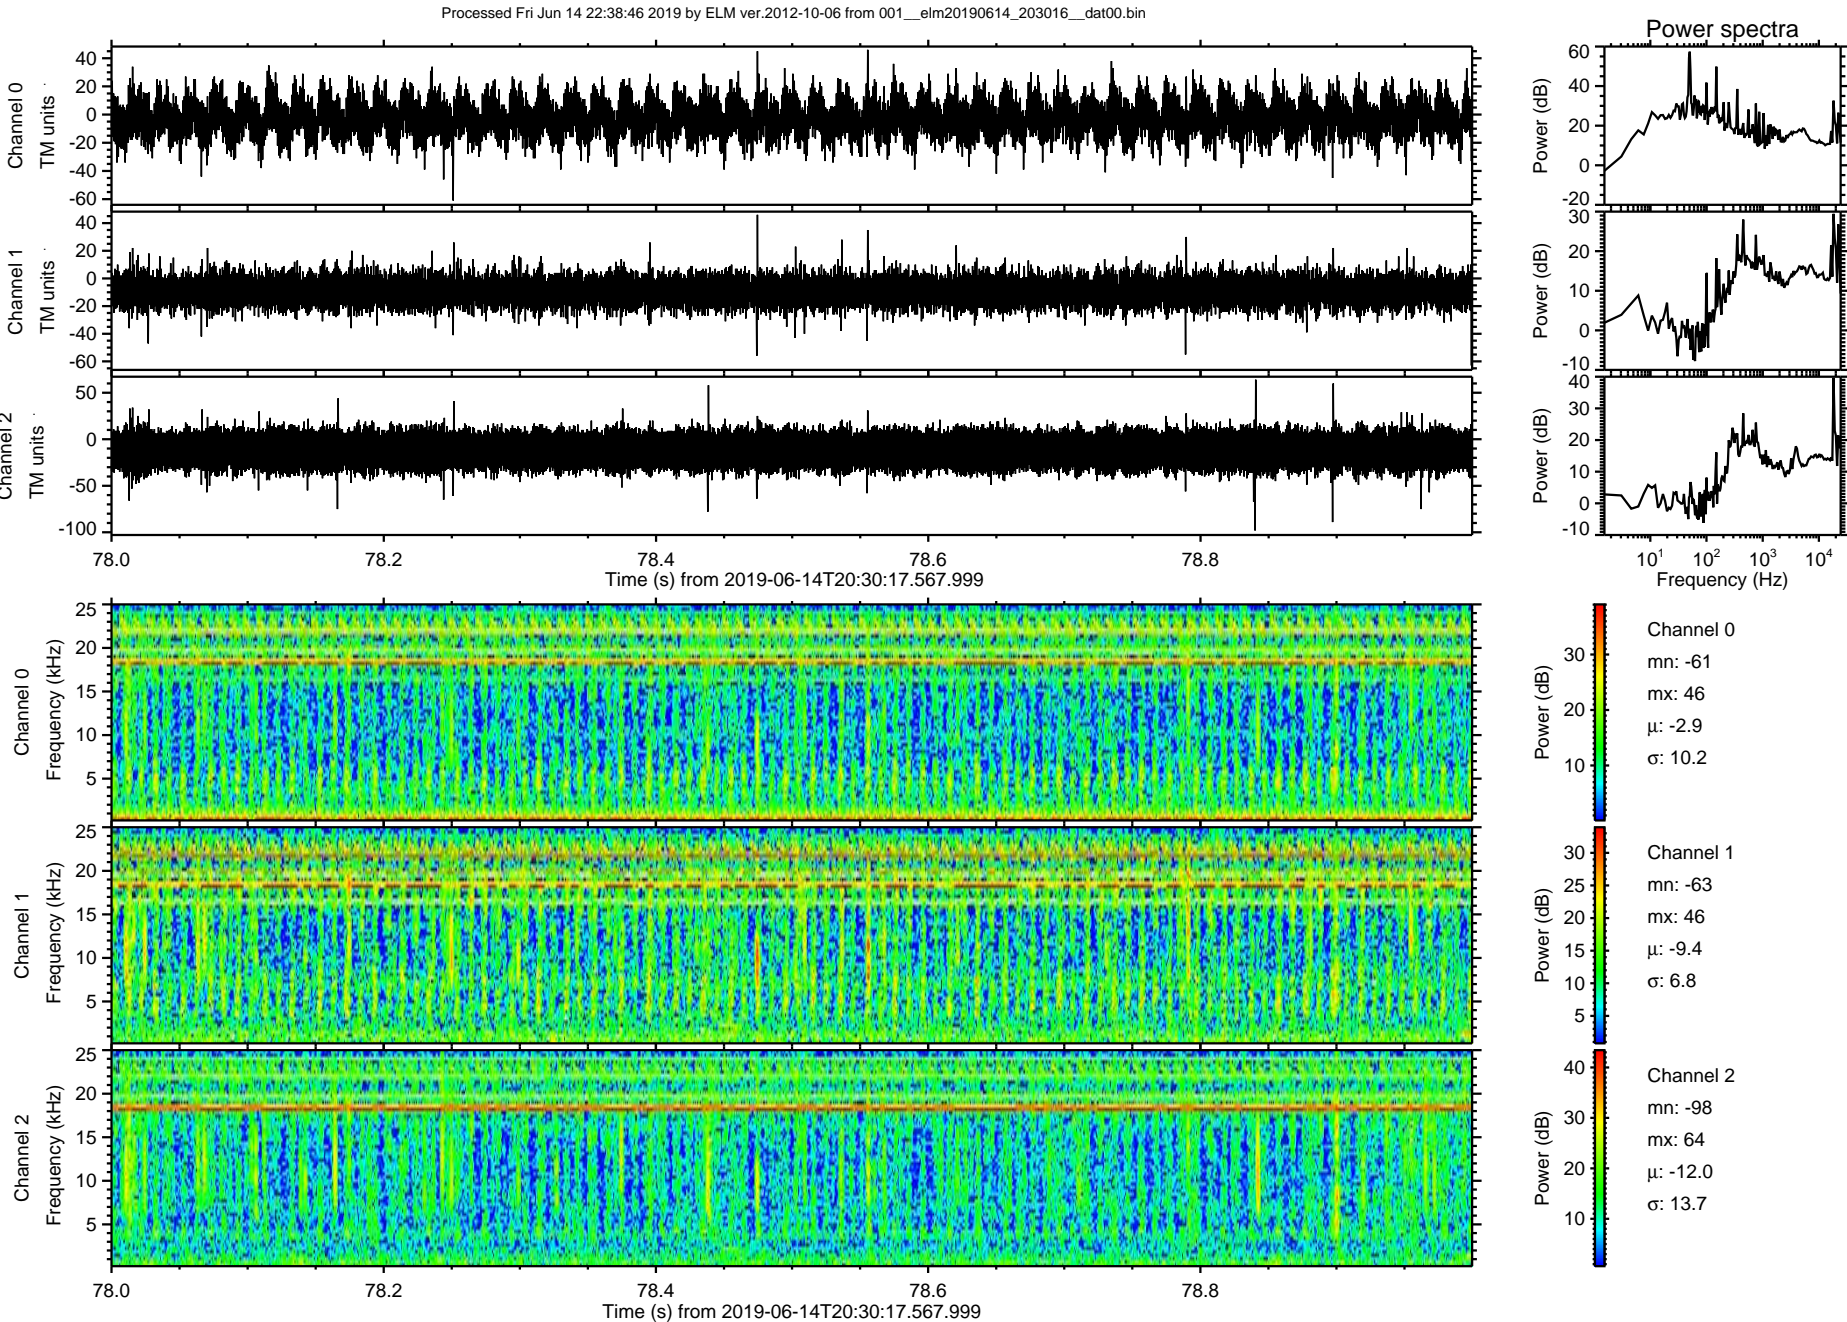 Processed Fri Jun 14 22:38:46 2019 by ELM ver.2012-10-06 from 001__elm20190614_203016__dat00.bin
Power spectra
Channel 0
TM units
40
20
0
-20
-40
-60
Power (dB)
60
40
20
0
-20
Channel 1
TM units
40
20
0
-20
-40
-60
Power (dB)
30
20
10
0
-10
Channel 2
TM units
50
0
-50
-100
Power (dB)
40
30
20
10
0
-10
78.0 78.2 78.4 78.6 78.8
Time (s) from 2019-06-14T20:30:17.567.999
10¹ 10² 10³ 10⁴
Frequency (Hz)
Channel 0
Frequency (kHz)
25
20
15
10
5
Power (dB)
30
20
10
Channel 0
mn: -61
mx: 46
μ: -2.9
σ: 10.2
Channel 1
Frequency (kHz)
25
20
15
10
5
Power (dB)
30
25
20
15
10
5
Channel 1
mn: -63
mx: 46
μ: -9.4
σ: 6.8
Channel 2
Frequency (kHz)
25
20
15
10
5
Power (dB)
40
30
20
10
Channel 2
mn: -98
mx: 64
μ: -12.0
σ: 13.7
78.0 78.2 78.4 78.6 78.8
Time (s) from 2019-06-14T20:30:17.567.999